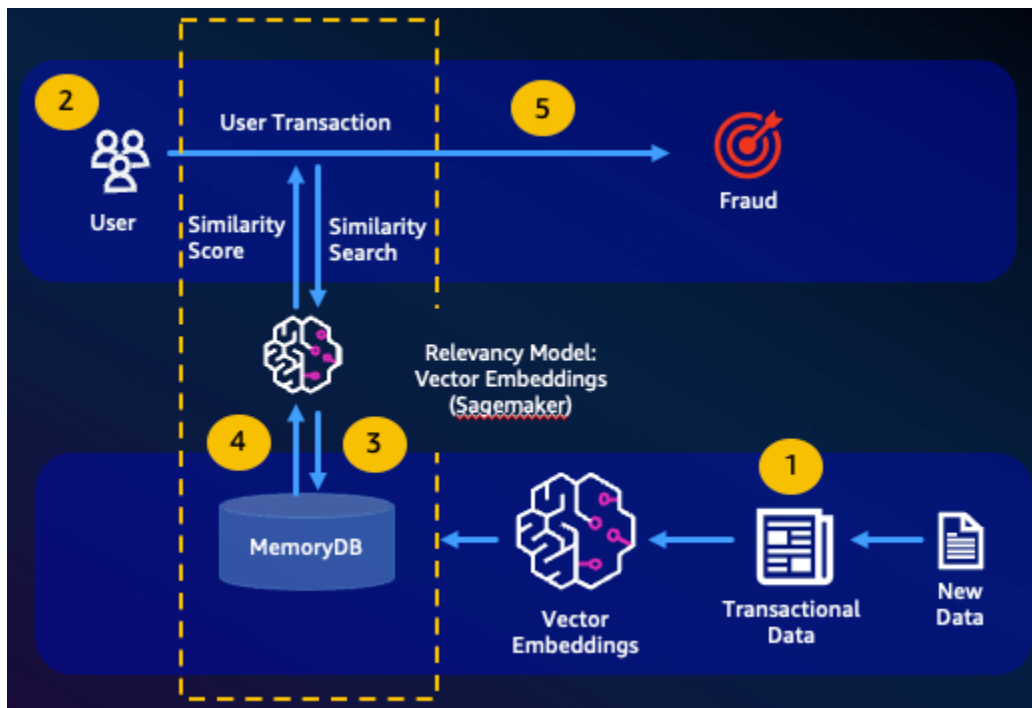 2
User Transaction
5
User
Similarity
Score
Similarity
Search
Fraud
Relevancy Model:
Vector Embeddings
(Sagemaker)
4
3
1
MemoryDB
Vector
Embeddings
Transactional
Data
New
Data